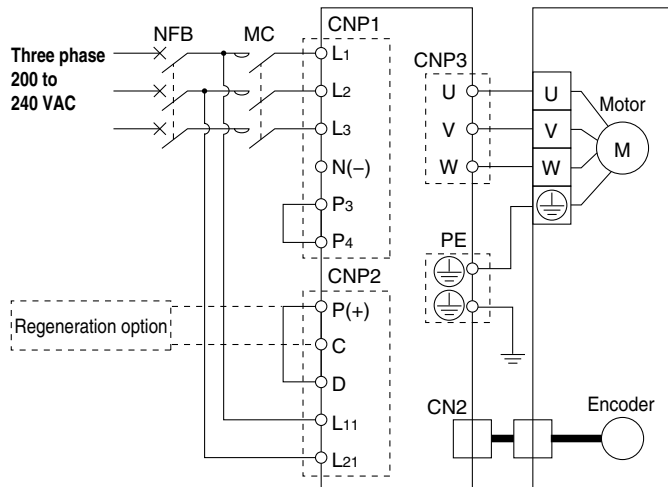 Three phase
200 to
240 VAC
NFB
MC
CNP1
L1
L2
L3
N(−)
P3
P4
CNP2
P(+)
C
D
L11
L21
Regeneration option
CNP3
U
V
W
PE
CN2
U
V
W
Motor
M
Encoder